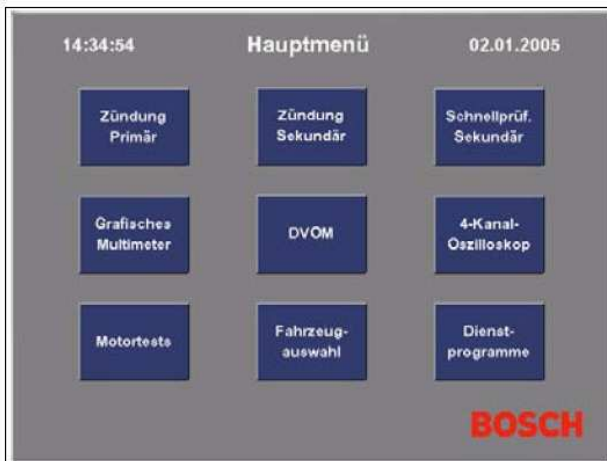 14:34:54 Hauptmenü 02.01.2005
Zündung
Primär
Zündung
Sekundär
Schnellprüf.
Sekundär
Grafisches
Multimeter
DVOM
4-Kanal-
Oszilloskop
Motortests
Fahrzeug-
auswahl
Dienst-
programme
BOSCH